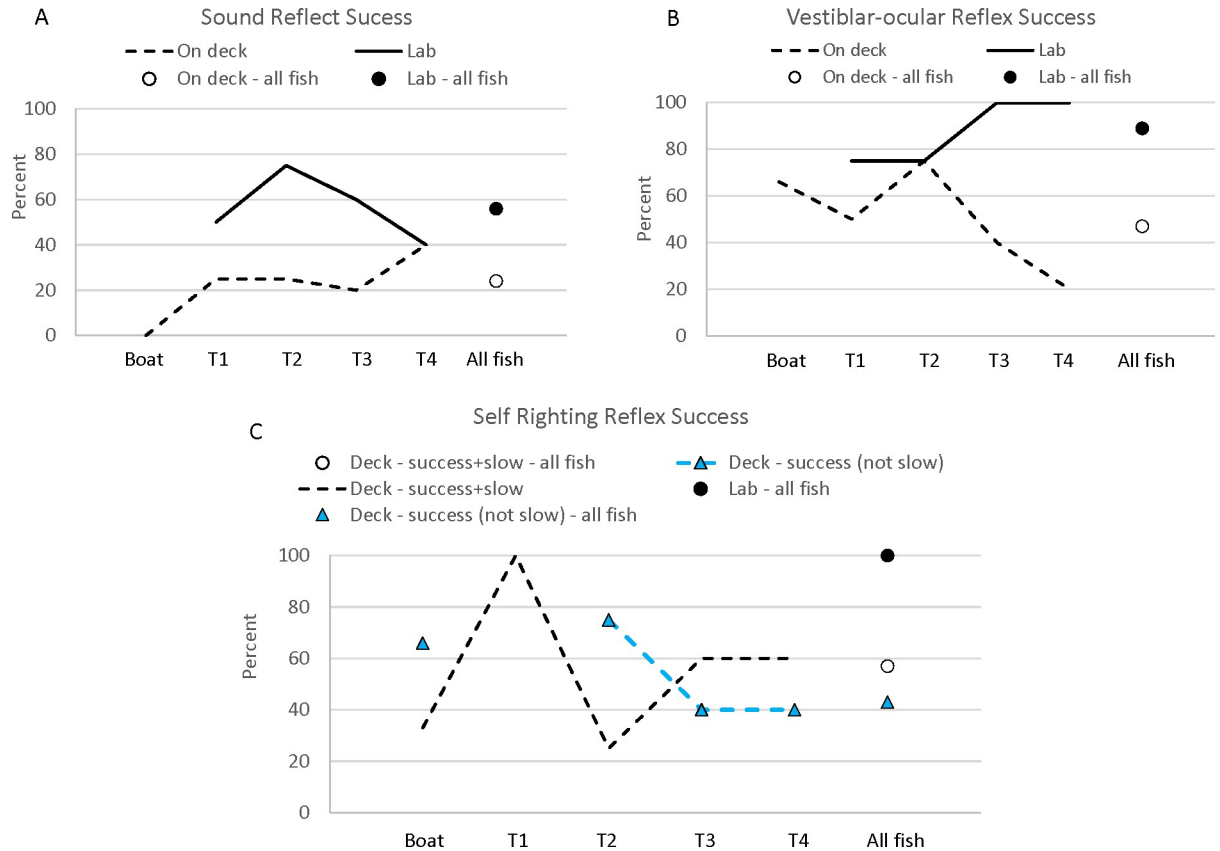 A
Sound Reflect Sucess
On deck
Lab
On deck - all fish
Lab - all fish
100
80
60
40
20
0
Percent
Boat T1 T2 T3 T4 All fish
B
Vestiblar-ocular Reflex Success
On deck
Lab
On deck - all fish
Lab - all fish
100
80
60
40
20
0
Percent
Boat T1 T2 T3 T4 All fish
C
Self Righting Reflex Success
Deck - success+slow - all fish
Deck - success (not slow)
Deck - success+slow
Lab - all fish
Deck - success (not slow) - all fish
100
80
60
40
20
0
Percent
Boat T1 T2 T3 T4 All fish